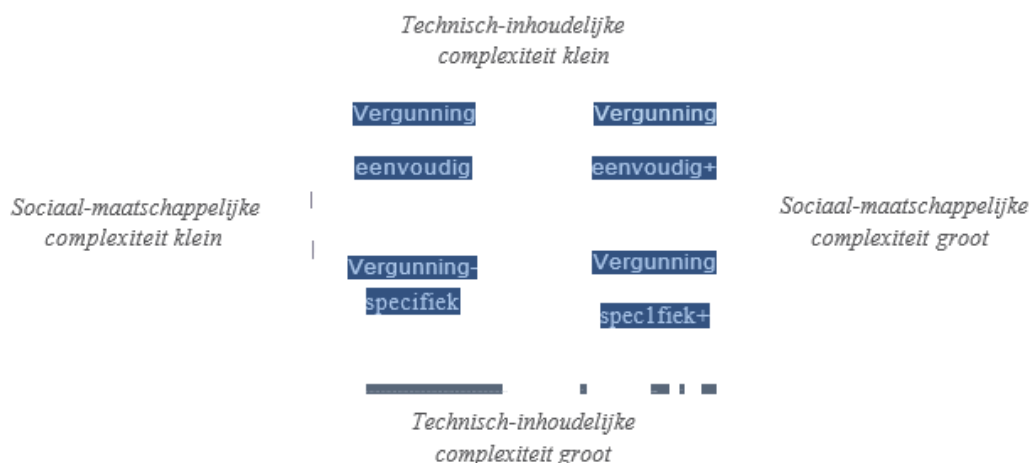 Technisch-inhoudelijke
complexiteit klein
Vergunning
eenvoudig
Vergunning
eenvoudig+
Sociaal-maatschappelijke
complexiteit klein
Sociaal-maatschappelijke
complexiteit groot
Vergunning-
specifiek
Vergunning
spec1fiek+
Technisch-inhoudelijke
complexiteit groot